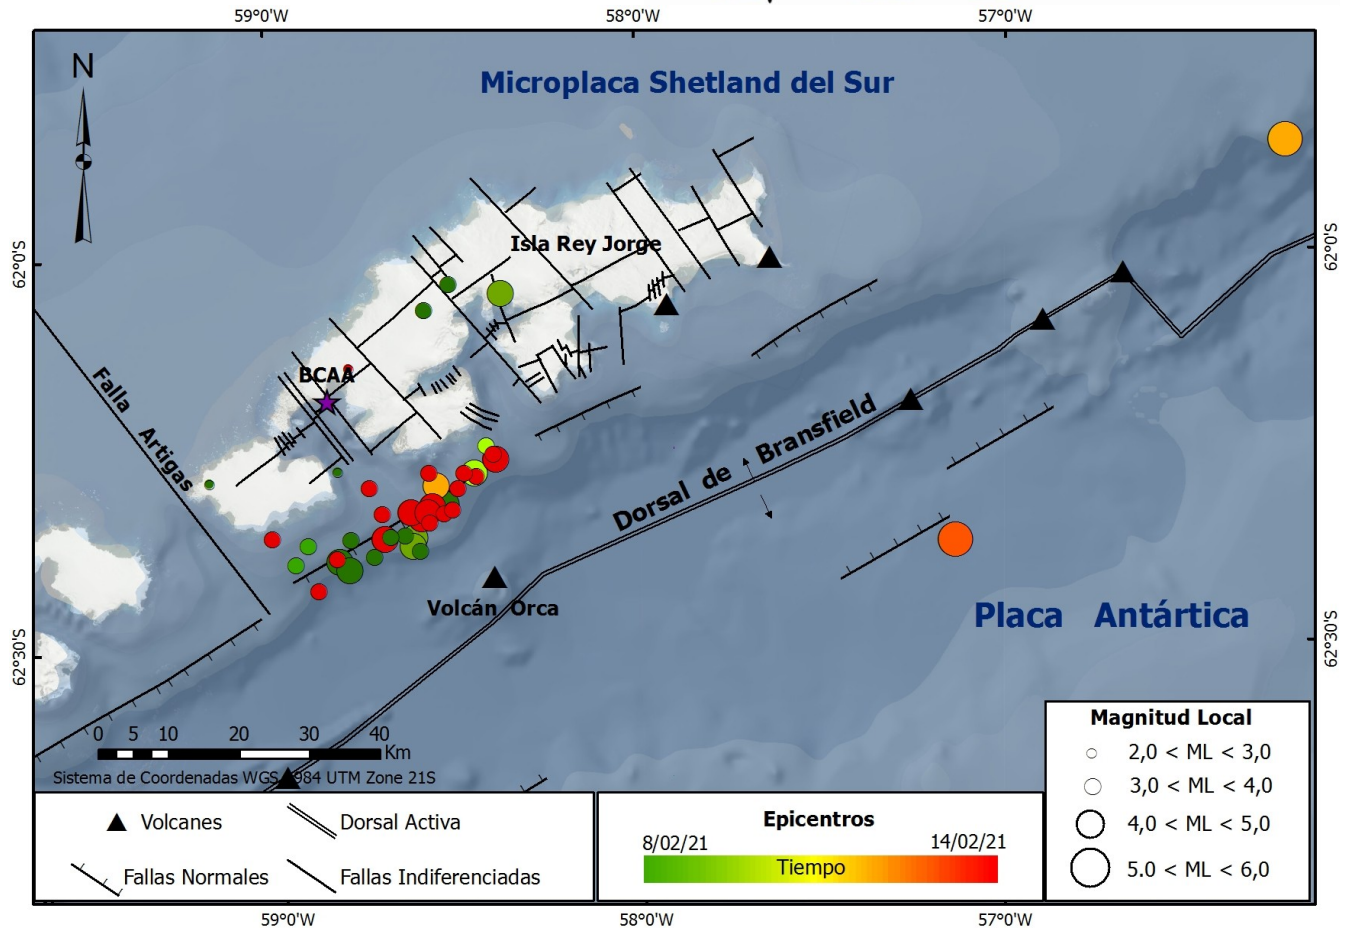 59°0'W 58°0'W 57°0'W
N
Microplaca Shetland del Sur
Isla Rey Jorge
62°0'S 62°0'S
BCAA
Falla Artigas
Dorsal de Bransfield
Volcán Orca
Placa Antártica
62°30'S 62°30'S
0 5 10 20 30 40
Km
Sistema de Coordenadas WGS 1984 UTM Zone 21S
Magnitud Local
2,0 < ML < 3,0
3,0 < ML < 4,0
4,0 < ML < 5,0
5.0 < ML < 6,0
Volcanes
Dorsal Activa
Fallas Normales
Fallas Indiferenciadas
Epicentros
8/02/21 14/02/21
Tiempo
59°0'W 58°0'W 57°0'W